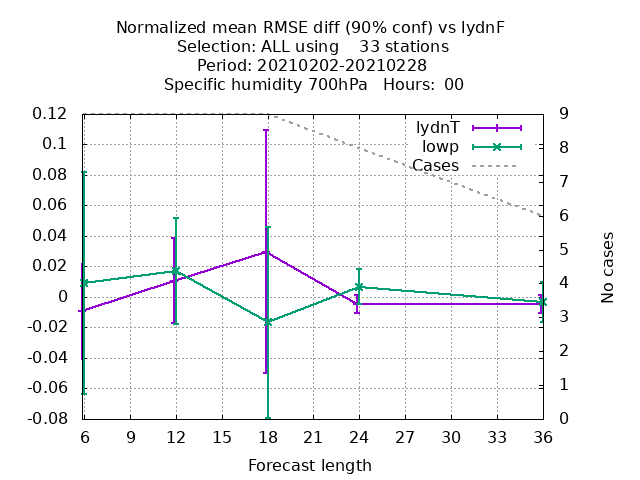 Normalized mean RMSE diff (90% conf) vs lydnF
Selection: ALL using    33 stations
Period: 20210202-20210228
Specific humidity 700hPa   Hours: 00
lydnT
lowp
Cases
0.12
0.1
0.08
0.06
0.04
0.02
0
-0.02
-0.04
-0.06
-0.08
9
8
7
6
5
4
3
2
1
0
No cases
6 9 12 15 18 21 24 27 30 33 36
Forecast length